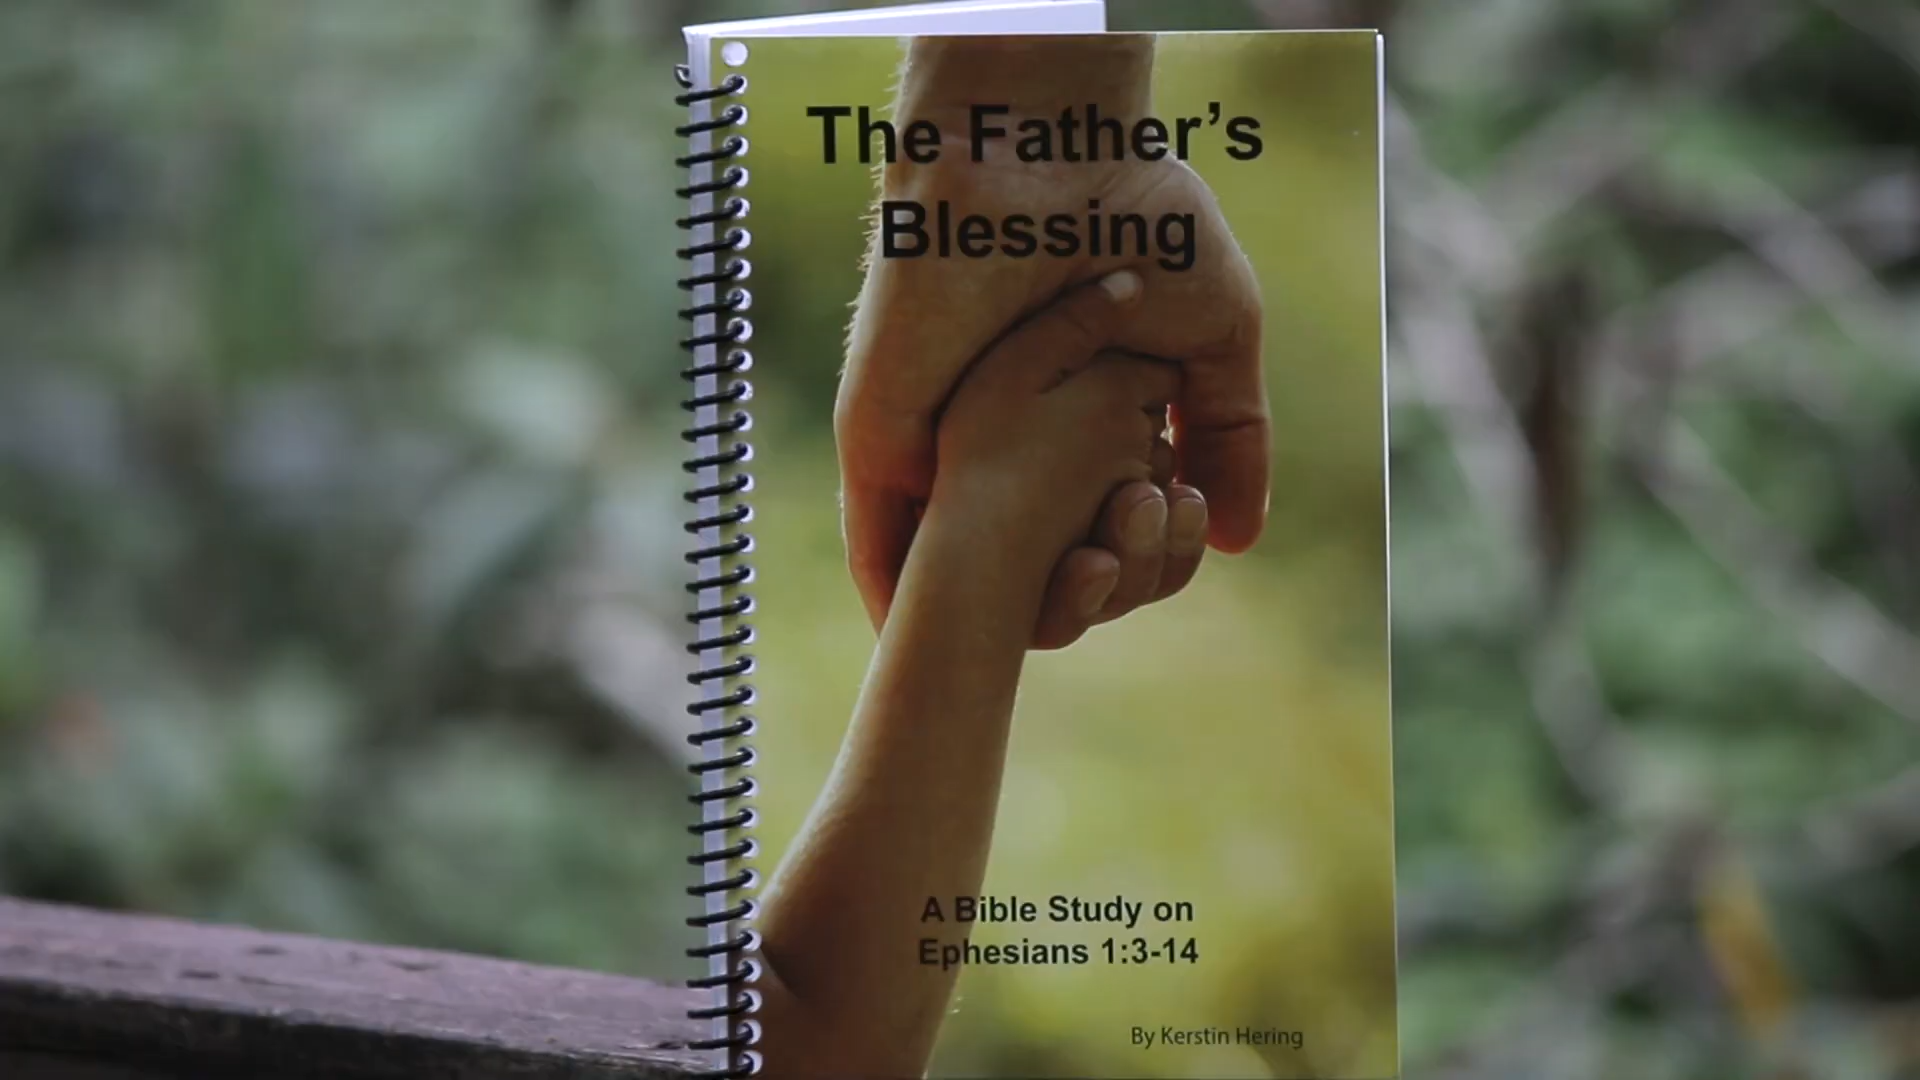 The Father’s
Blessing
A Bible Study on
Ephesians 1:3-14
By Kerstin Hering